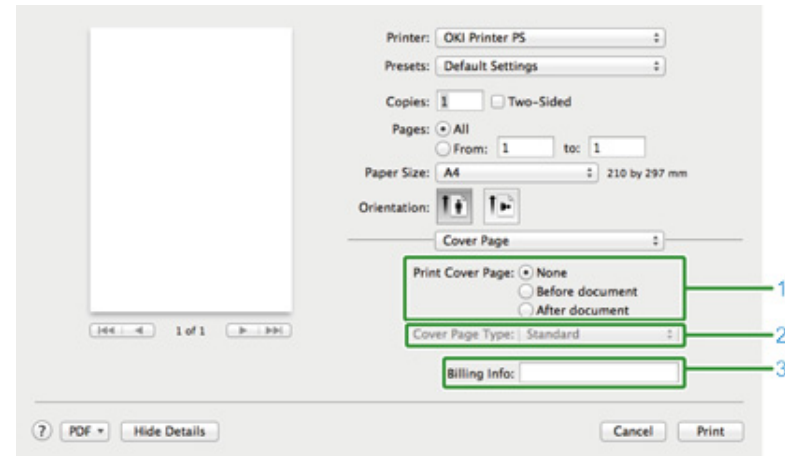 Printer: OKI Printer PS
Presets: Default Settings
Copies: 1 Two-Sided
Pages: All
From: 1 to: 1
Paper Size: A4 210 by 297 mm
Orientation:
Cover Page
Print Cover Page: None
Before document
After document
1
Cover Page Type: Standard
2
Billing Info:
3
1 of 1
? PDF Hide Details Cancel Print